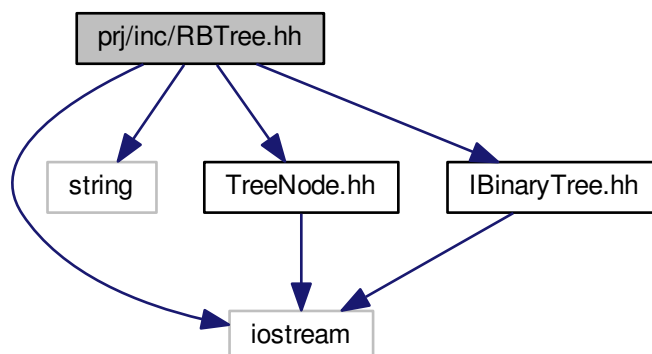 prj/inc/RBTree.hh
string
TreeNode.hh
IBinaryTree.hh
iostream